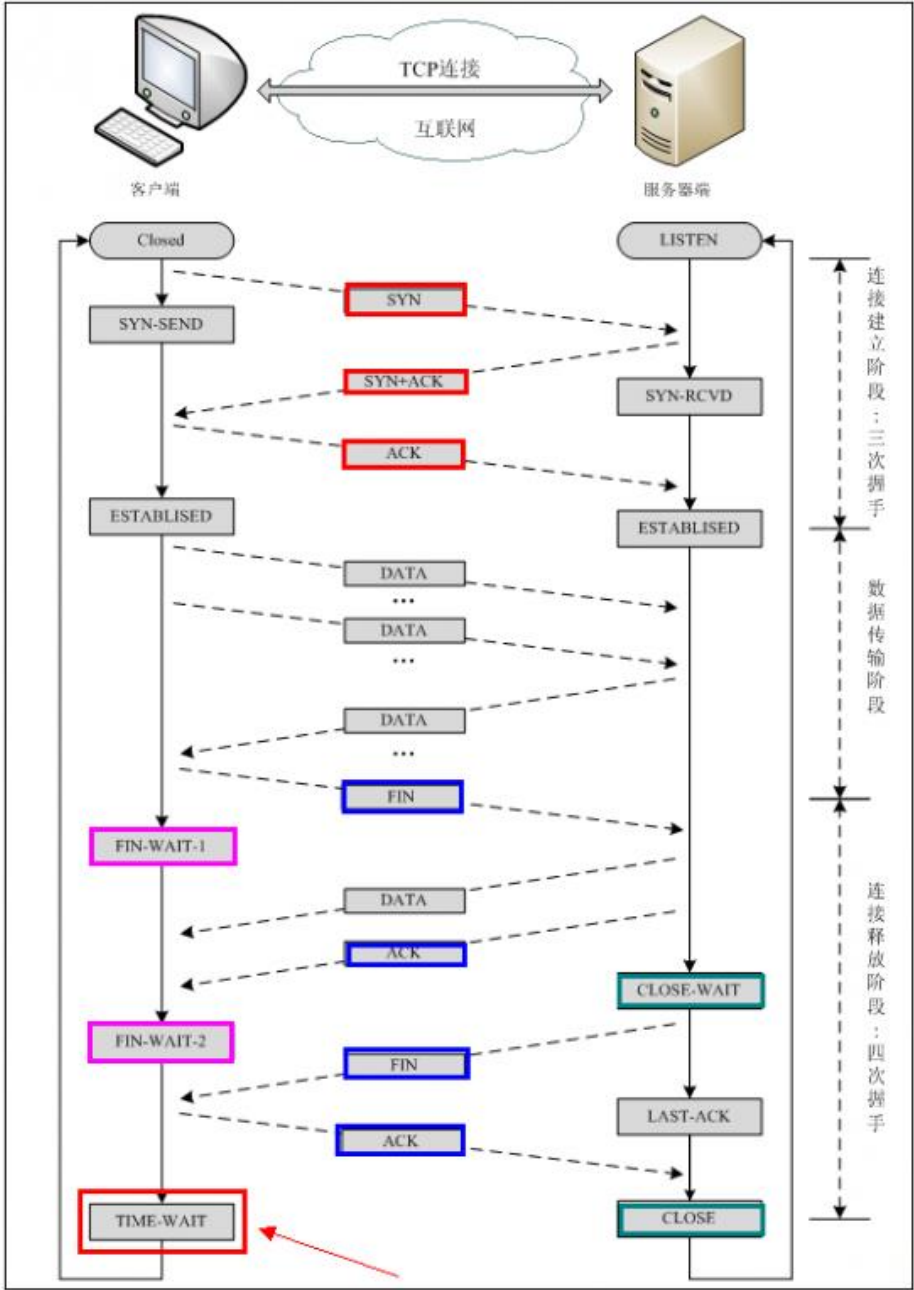 TCP连接
互联网
客户端
服务器端
Closed
LISTEN
SYN
SYN-SEND
SYN+ACK
SYN-RCVD
ACK
ESTABLISED
ESTABLISED
连接建立阶段；三次握手
DATA
...
DATA
...
DATA
...
数据传输阶段
FIN
FIN-WAIT-1
DATA
ACK
CLOSE-WAIT
FIN-WAIT-2
FIN
LAST-ACK
ACK
连接释放阶段；四次握手
TIME-WAIT
CLOSE